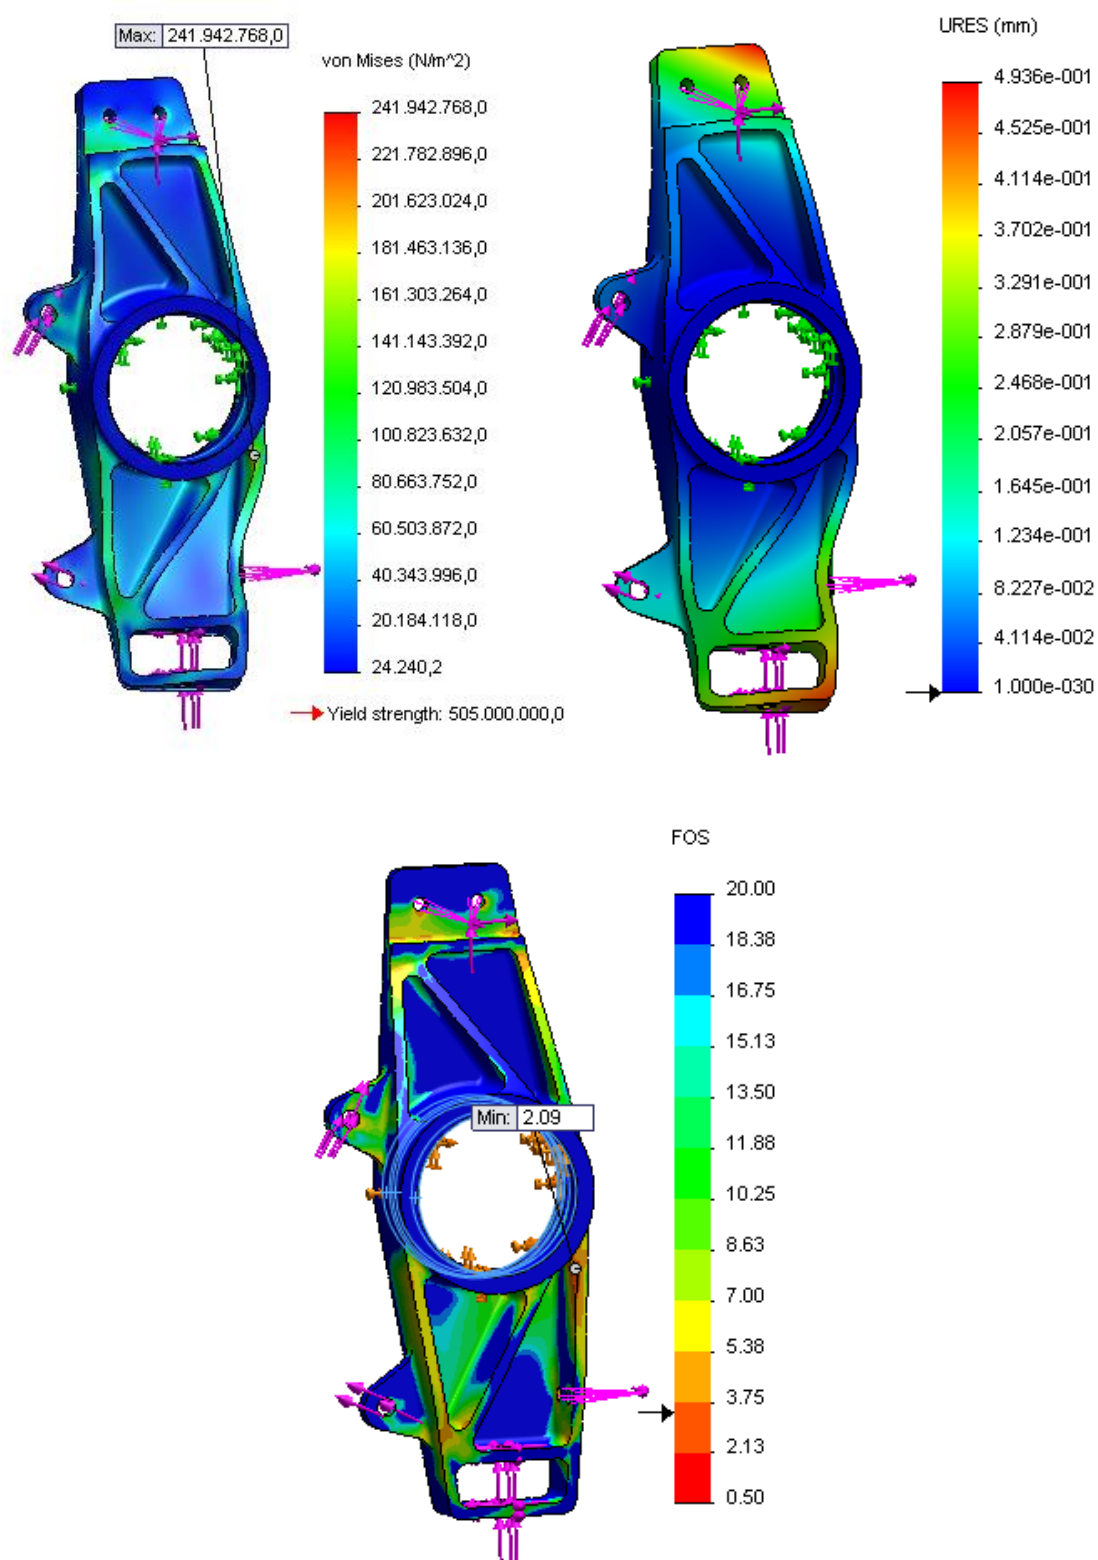 Max: 241.942.768,0
von Mises (N/m^2)
241.942.768,0
221.782.896,0
201.623.024,0
181.463.136,0
161.303.264,0
141.143.392,0
120.983.504,0
100.823.632,0
80.663.752,0
60.503.872,0
40.343.996,0
20.184.118,0
24.240,2
Yield strength: 505.000.000,0
URES (mm)
4.936e-001
4.525e-001
4.114e-001
3.702e-001
3.291e-001
2.879e-001
2.468e-001
2.057e-001
1.645e-001
1.234e-001
8.227e-002
4.114e-002
1.000e-030
FOS
20.00
18.38
16.75
15.13
13.50
11.88
10.25
8.63
7.00
5.38
3.75
2.13
0.50
Min: 2.09